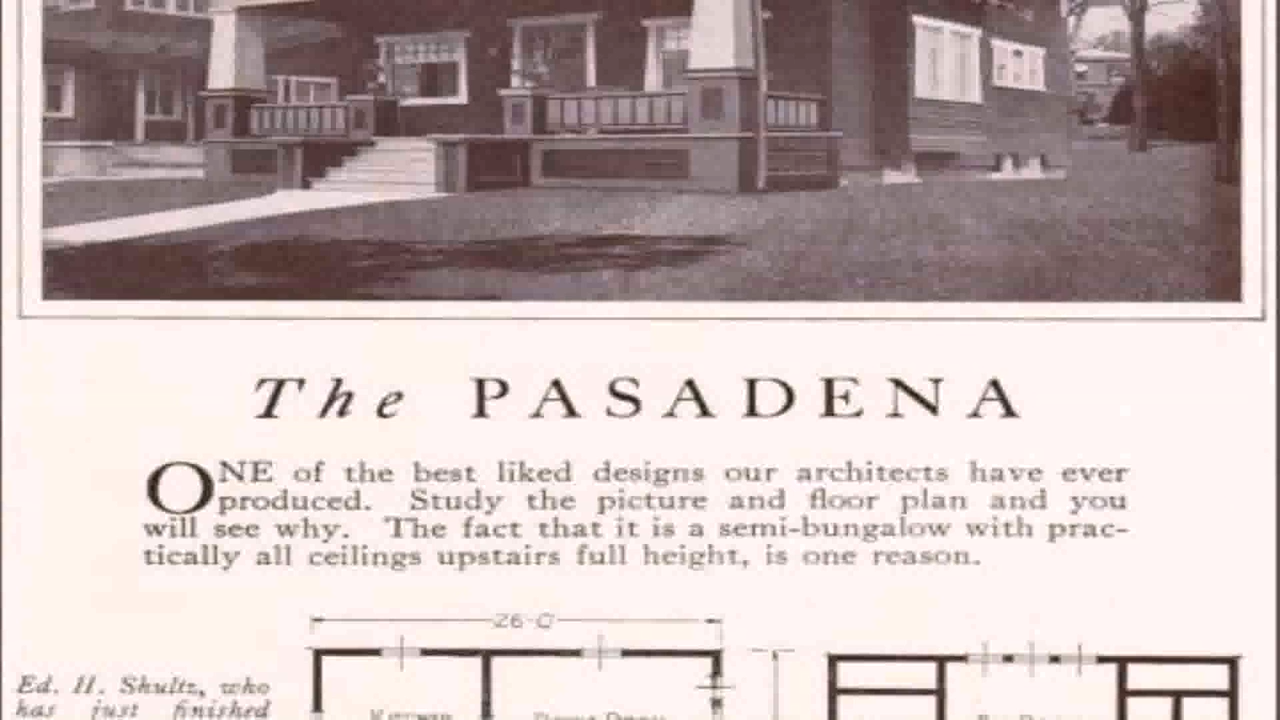 The PASADENA
ONE of the best liked designs our architects have ever
produced. Study the picture and floor plan and you
will see why. The fact that it is a semi-bungalow with prac-
tically all ceilings upstairs full height, is one reason.
26-0
Ed. H. Shultz, who
has just finished